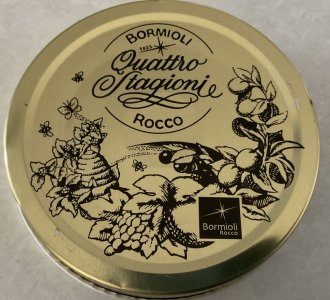 BORMIOLI
1825
Quattro
Stagioni
ROCCO
Bormioli
Rocco